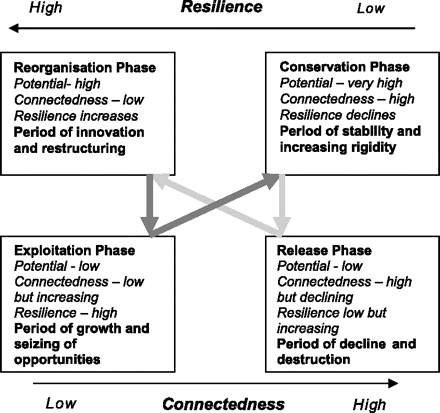 High Resilience Low
Reorganisation Phase
Potential- high
Connectedness – low
Resilience increases
Period of innovation
and restructuring
Conservation Phase
Potential – very high
Connectedness – high
Resilience declines
Period of stability and
increasing rigidity
Exploitation Phase
Potential - low
Connectedness – low
but increasing
Resilience – high
Period of growth and
seizing of
opportunities
Release Phase
Potential - low
Connectedness – high
but declining
Resilience low but
increasing
Period of decline and
destruction
Low Connectedness High